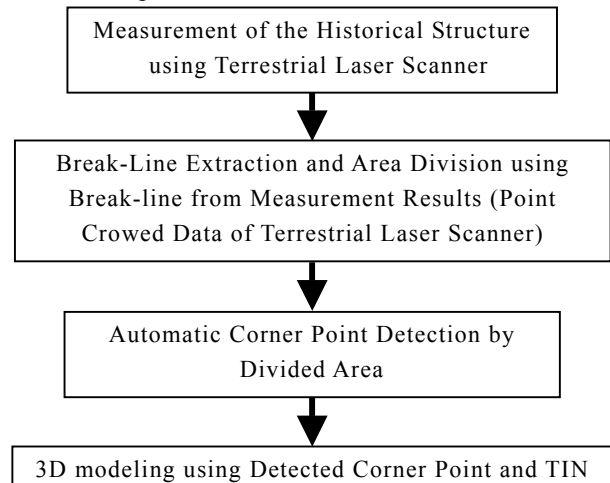 Measurement of the Historical Structure
using Terrestrial Laser Scanner
Break-Line Extraction and Area Division using
Break-line from Measurement Results (Point
Crowed Data of Terrestrial Laser Scanner)
Automatic Corner Point Detection by
Divided Area
3D modeling using Detected Corner Point and TIN